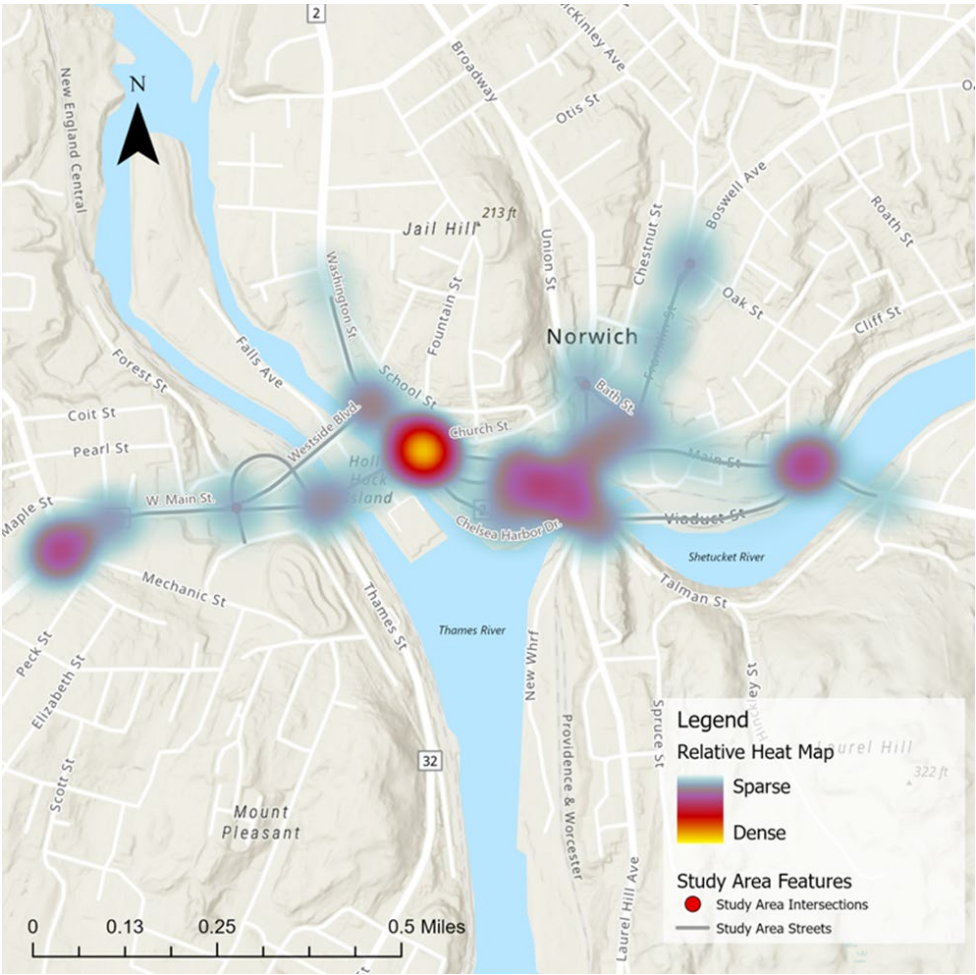 2
McKinley Ave
Broadway
New England Central
N
Otis St
Boswell Ave
Roath St
Jail Hill
213 ft
Union St
Chestnut St
Washington St
Fountain St
Oak St
Cliff St
Norwich
Forest St
Falls Ave
School St
Bath St.
Franklin St
Coit St
Westside Blvd.
Church St.
Pearl St
Main St
Maple St
W. Main St.
Chelsea Harbor Dr.
Viaduct St
Shetucket River
Mechanic St
Talman St
Thames St
Thames River
Peck St
Elizabeth St
New Whrf
Hinckley St
Spruce St
Legend
Relative Heat Map
Laurel Hill
322 ft
32
Sparse
Dense
Scott St
Providence & Worcester
Mount
Pleasant
Laurel Hill Ave
Study Area Features
Study Area Intersections
Study Area Streets
0 0.13 0.25 0.5 Miles